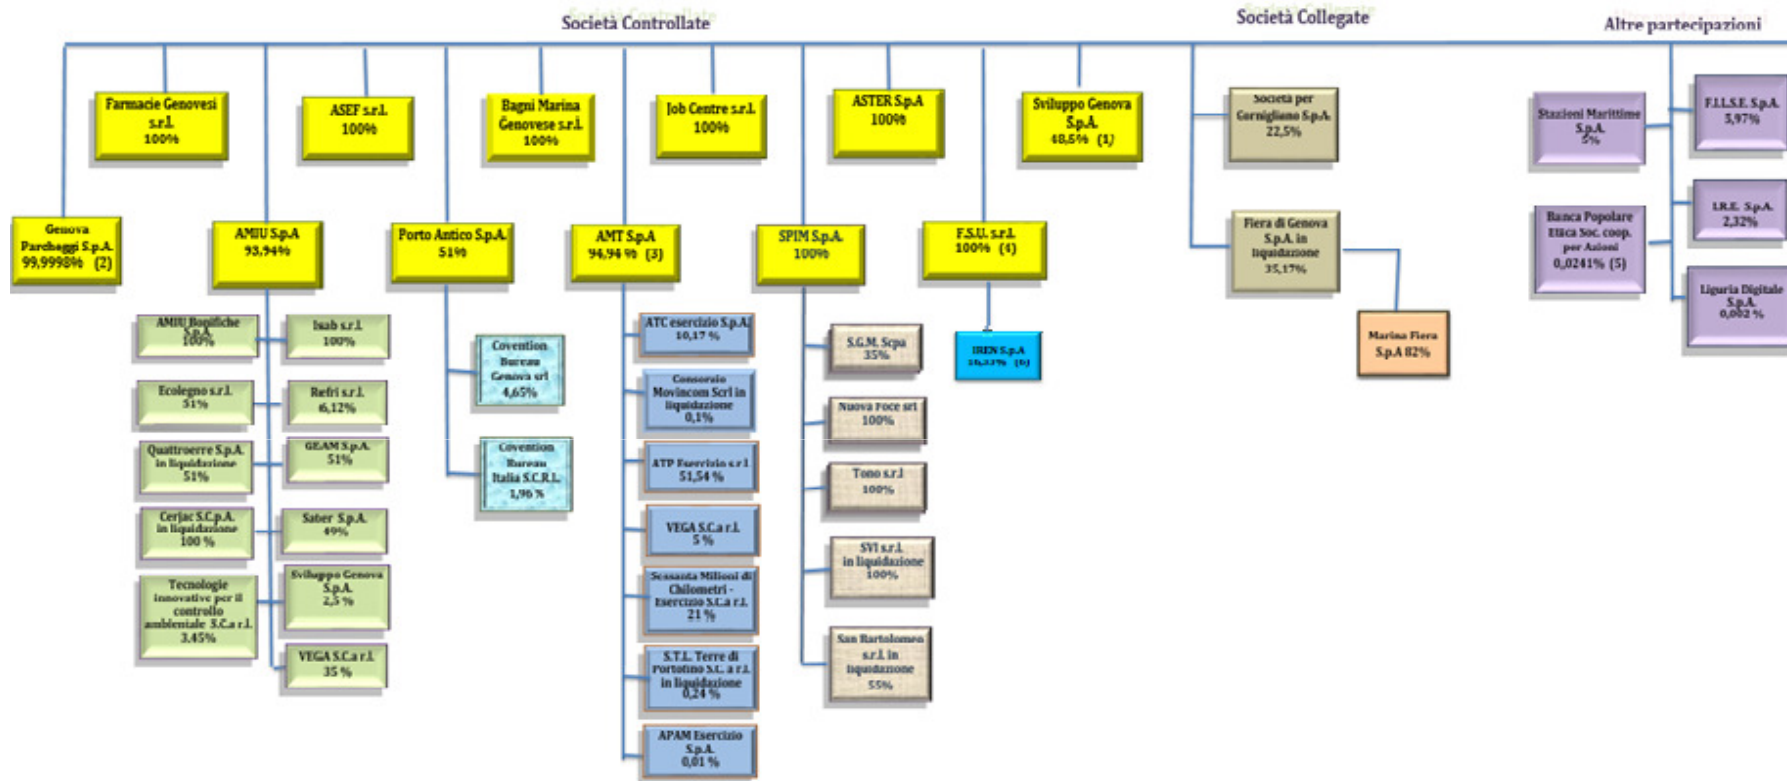 Società Controllate
Società Collegate
Altre partecipazioni
Farmacie Genovesi
s.r.l.
100%
ASEF s.r.l.
100%
Bagni Marina
Genovese s.r.l.
100%
Job Centre s.r.l.
100%
ASTER S.p.A
100%
Sviluppo Genova
S.p.A.
48,5% (1)
Società per
Cornigliano S.p.A.
22,5%
Stazioni Marittime
S.p.A.
5%
F.I.L.S.E. S.p.A.
5,97%
Genova
Parcheggi S.p.A.
99,9998% (2)
AMIU S.p.A
93,94%
Porto Antico S.p.A.
51%
AMT S.p.A
94,94 % (3)
SPIM S.p.A.
100%
F.S.U. s.r.l.
100% (4)
Fiera di Genova
S.p.A. in
liquidazione
35,17%
Banca Popolare
Etica Soc. coop.
per Azioni
0,0241% (5)
I.R.E. S.p.A.
2,32%
Liguria Digitale
S.p.A.
0,002 %
Marina Fiera
S.p.A 82%
AMIU Bonifiche
S.p.A.
100%
Isab s.r.l.
100%
Ecolegno s.r.l.
51%
Refri s.r.l.
6,12%
Quattroerre S.p.A.
in liquidazione
51%
GEAM S.p.A.
51%
Cerjac S.C.p.A.
in liquidazione
100 %
Sater S.p.A.
49%
Tecnologie
innovative per il
controllo
ambientale S.C.a r.l.
3,45%
Sviluppo Genova
S.p.A.
2,5 %
VEGA S.C.a r.l.
35 %
Covention
Bureau
Genova srl
4,65%
Covention
Bureau
Italia S.C.R.L.
1,96 %
ATC esercizio S.p.A.
10,17 %
Consorzio
Movincom Scrl in
liquidazione
0,1%
ATP Esercizio s.r.l.
51,54 %
VEGA S.C.a r.l.
5 %
Sessanta Milioni di
Chilometri -
Esercizio S.C.a r.l.
21 %
S.T.L. Terre di
Portofino S.C. a r.l.
in liquidazione
0,24 %
APAM Esercizio
S.p.A.
0,01 %
S.G.M. Scpa
35%
Nuova Foce srl
100%
Tono s.r.l
100%
SVI s.r.l.
in liquidazione
100%
San Bartolomeo
s.r.l. in
liquidazione
55%
IREN S.p.A
(6)